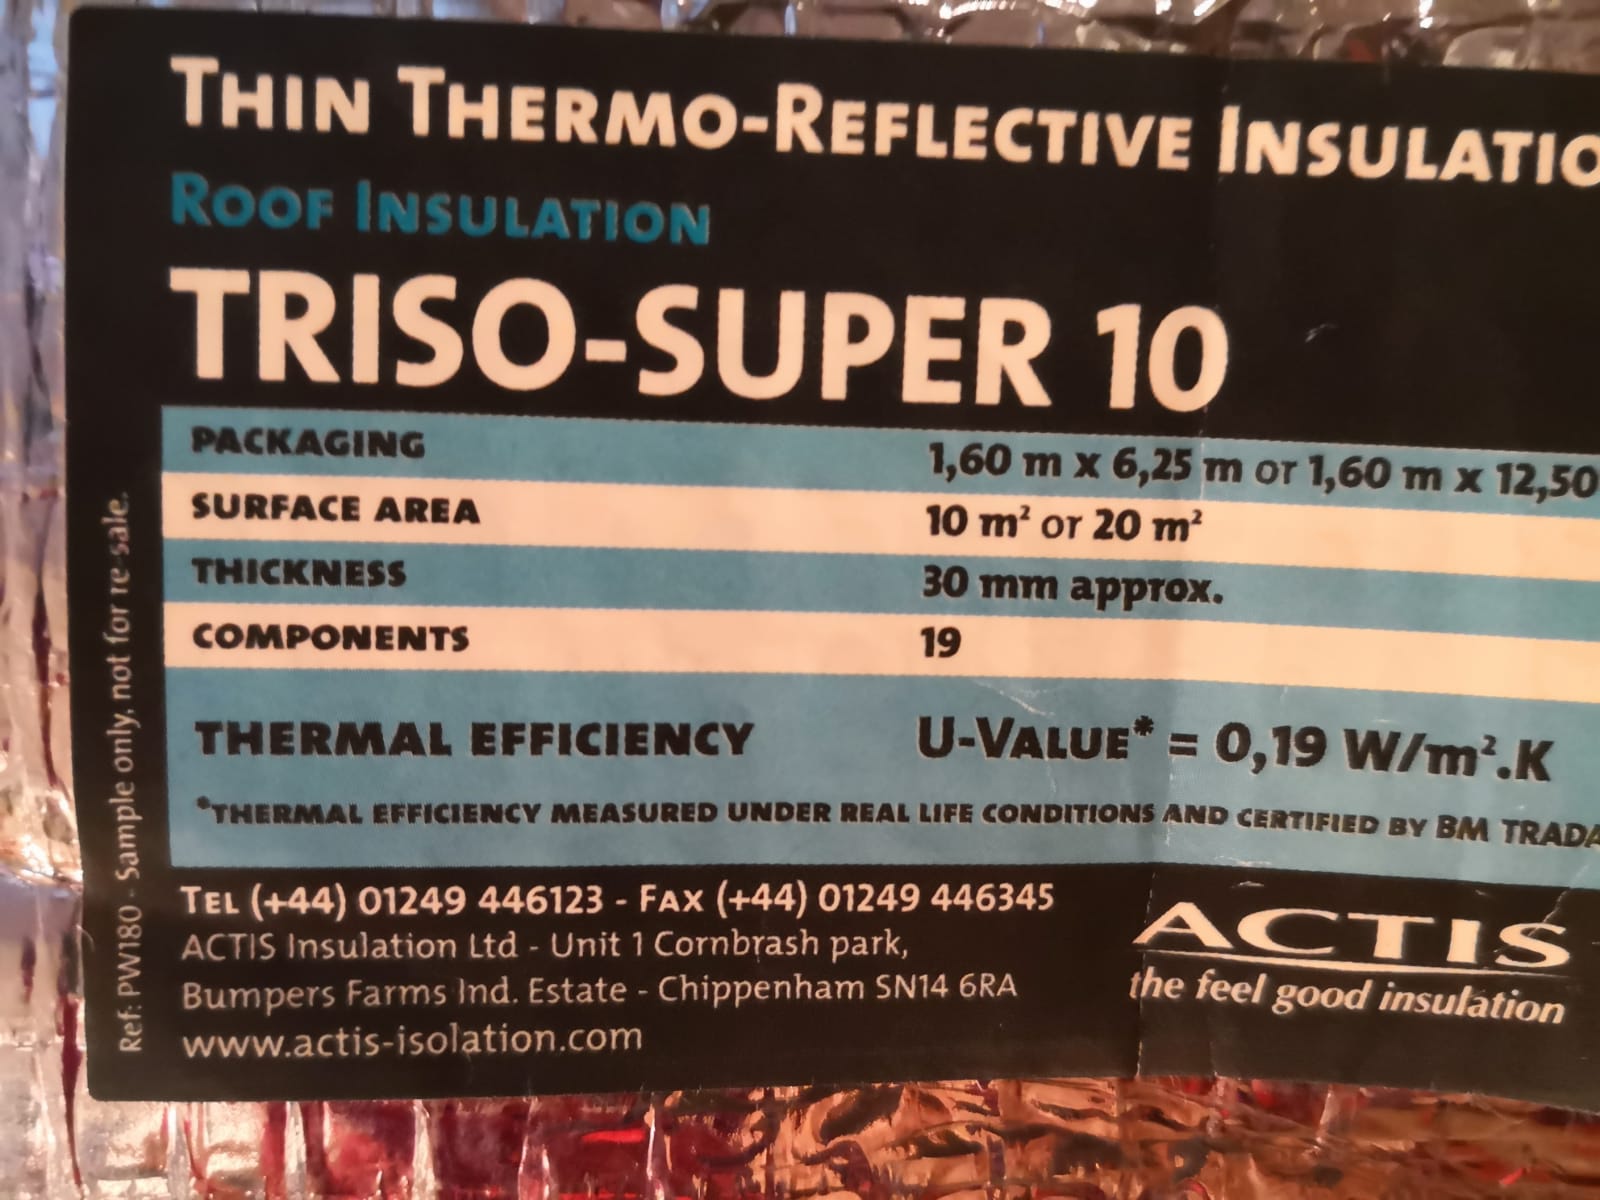 THIN THERMO-REFLECTIVE INSULATIO
ROOF INSULATION
TRISO-SUPER 10
PACKAGING 1,60 m x 6,25 m or 1,60 m x 12,50
SURFACE AREA 10 m² or 20 m²
THICKNESS 30 mm approx.
COMPONENTS 19
THERMAL EFFICIENCY U-VALUE* = 0,19 W/m².K
*THERMAL EFFICIENCY MEASURED UNDER REAL LIFE CONDITIONS AND CERTIFIED BY BM TRADA
TEL (+44) 01249 446123 - FAX (+44) 01249 446345
ACTIS Insulation Ltd - Unit 1 Cornbrash park,
Bumpers Farms Ind. Estate - Chippenham SN14 6RA
www.actis-isolation.com
ACTIS
the feel good insulation
Ref: PW180 - Sample only, not for re-sale.